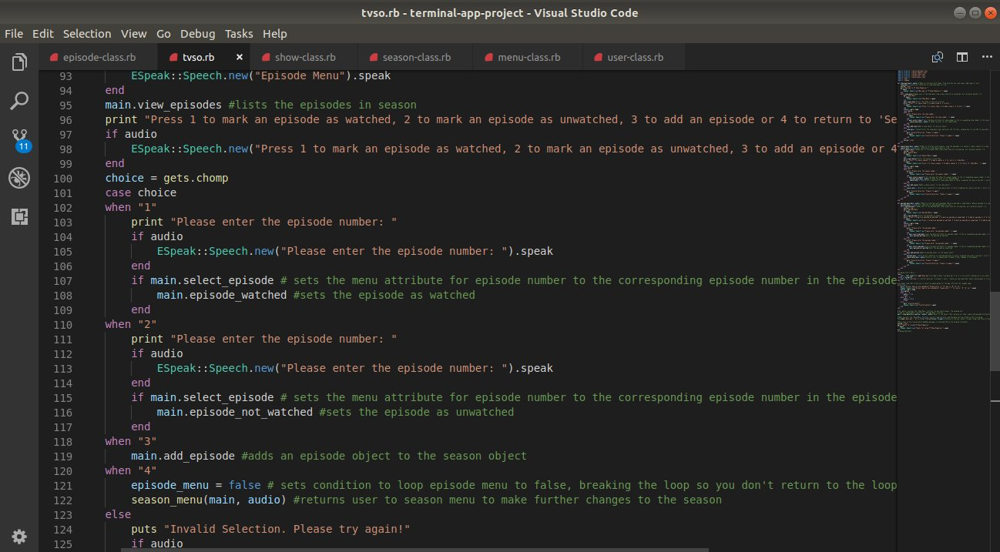 tvso.rb - terminal-app-project - Visual Studio Code
File Edit Selection View Go Debug Tasks Help
episode-class.rb tvso.rb × show-class.rb season-class.rb menu-class.rb user-class.rb
93 ESpeak::Speech.new("Episode Menu").speak
94 end
95 main.view_episodes #lists the episodes in season
96 print "Press 1 to mark an episode as watched, 2 to mark an episode as unwatched, 3 to add an episode or 4 to return to 'Se
97 if audio
98 ESpeak::Speech.new("Press 1 to mark an episode as watched, 2 to mark an episode as unwatched, 3 to add an episode or 4
99 end
100 choice = gets.chomp
101 case choice
102 when "1"
103 print "Please enter the episode number: "
104 if audio
105 ESpeak::Speech.new("Please enter the episode number: ").speak
106 end
107 if main.select_episode # sets the menu attribute for episode number to the corresponding episode number in the episode
108 main.episode_watched #sets the episode as watched
109 end
110 when "2"
111 print "Please enter the episode number: "
112 if audio
113 ESpeak::Speech.new("Please enter the episode number: ").speak
114 end
115 if main.select_episode # sets the menu attribute for episode number to the corresponding episode number in the episode
116 main.episode_not_watched #sets the episode as unwatched
117 end
118 when "3"
119 main.add_episode #adds an episode object to the season object
120 when "4"
121 episode_menu = false # sets condition to loop episode menu to false, breaking the loop so you don't return to the loop
122 season_menu(main, audio) #returns user to season menu to make further changes to the season
123 else
124 puts "Invalid Selection. Please try again!"
125 if audio
11